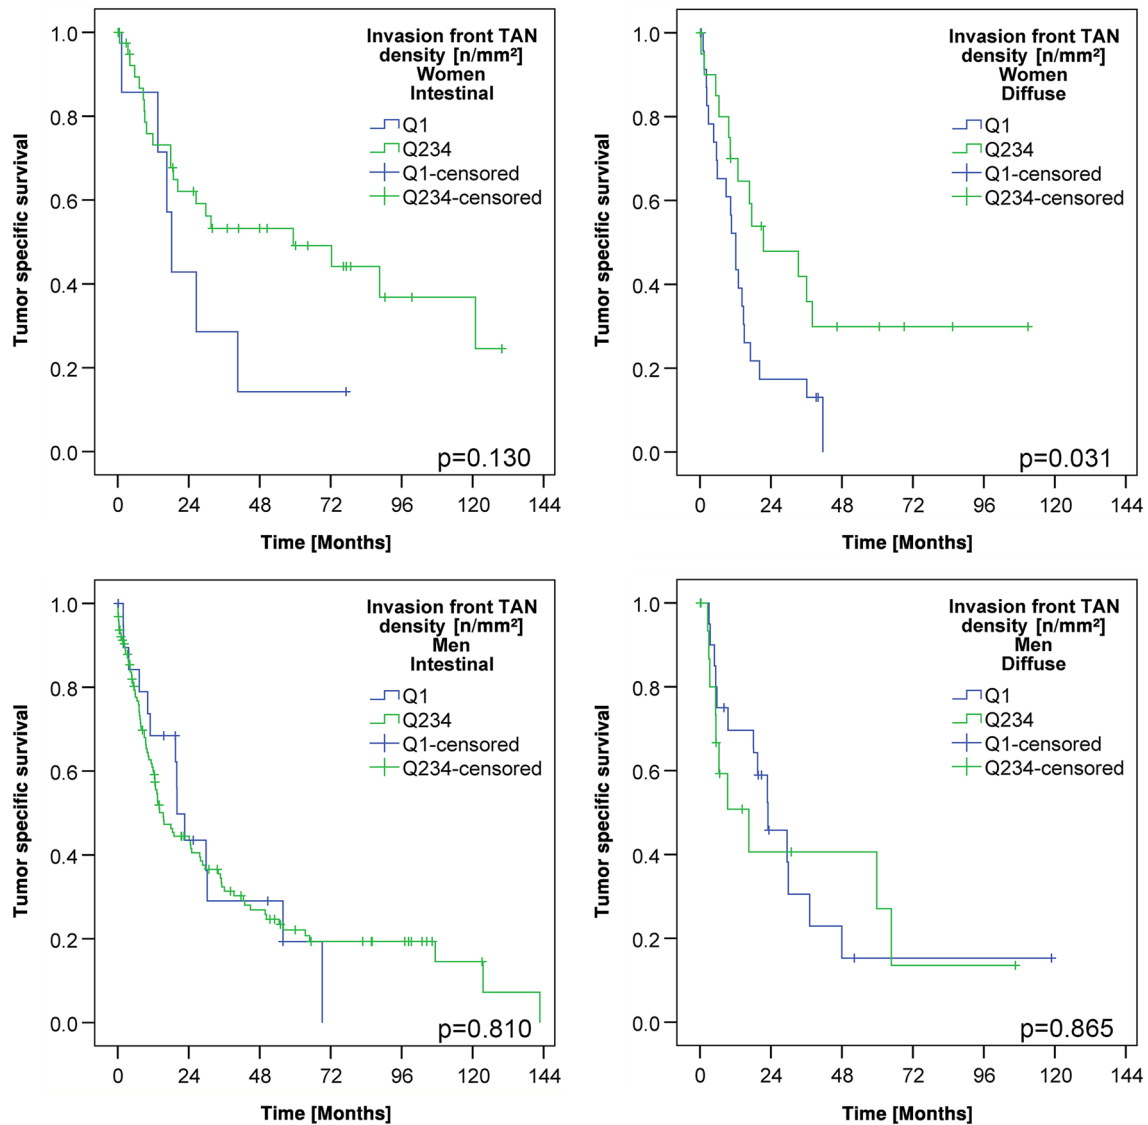 Invasion front TAN
density [n/mm²]
Women
Intestinal
Q1
Q234
Q1-censored
Q234-censored
Tumor specific survival
1.0
0.8
0.6
0.4
0.2
0.0
p=0.130
0 24 48 72 96 120 144
Time [Months]
Invasion front TAN
density [n/mm²]
Women
Diffuse
Q1
Q234
Q1-censored
Q234-censored
Tumor specific survival
1.0
0.8
0.6
0.4
0.2
0.0
p=0.031
0 24 48 72 96 120 144
Time [Months]
Invasion front TAN
density [n/mm²]
Men
Intestinal
Q1
Q234
Q1-censored
Q234-censored
Tumor specific survival
1.0
0.8
0.6
0.4
0.2
0.0
p=0.810
0 24 48 72 96 120 144
Time [Months]
Invasion front TAN
density [n/mm²]
Men
Diffuse
Q1
Q234
Q1-censored
Q234-censored
Tumor specific survival
1.0
0.8
0.6
0.4
0.2
0.0
p=0.865
0 24 48 72 96 120 144
Time [Months]